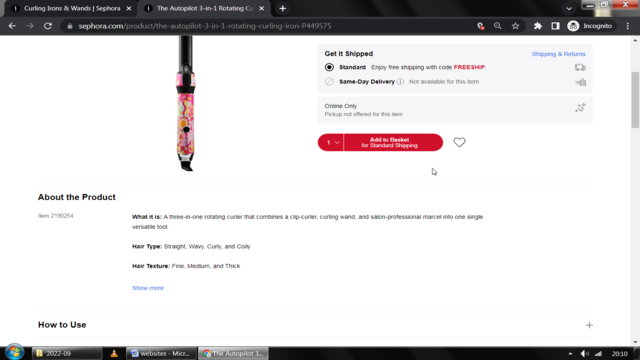 Curling Irons & Wands | Sephora
The Autopilot 3-in-1 Rotating Cu
sephora.com/product/the-autopilot-3-in-1-rotating-curling-iron-P449575
Incognito
Get It Shipped
Shipping & Returns
Standard Enjoy free shipping with code FREESHIP.
Same-Day Delivery Not available for this item
Online Only
Pickup not offered for this item
1
Add to Basket
for Standard Shipping
About the Product
Item 2190254
What it is: A three-in-one rotating curler that combines a clip-curler, curling wand, and salon-professional marcel into one single
versatile tool.
Hair Type: Straight, Wavy, Curly, and Coily
Hair Texture: Fine, Medium, and Thick
Show more
How to Use
2022-09
websites - Micr...
The Autopilot 3...
20:10